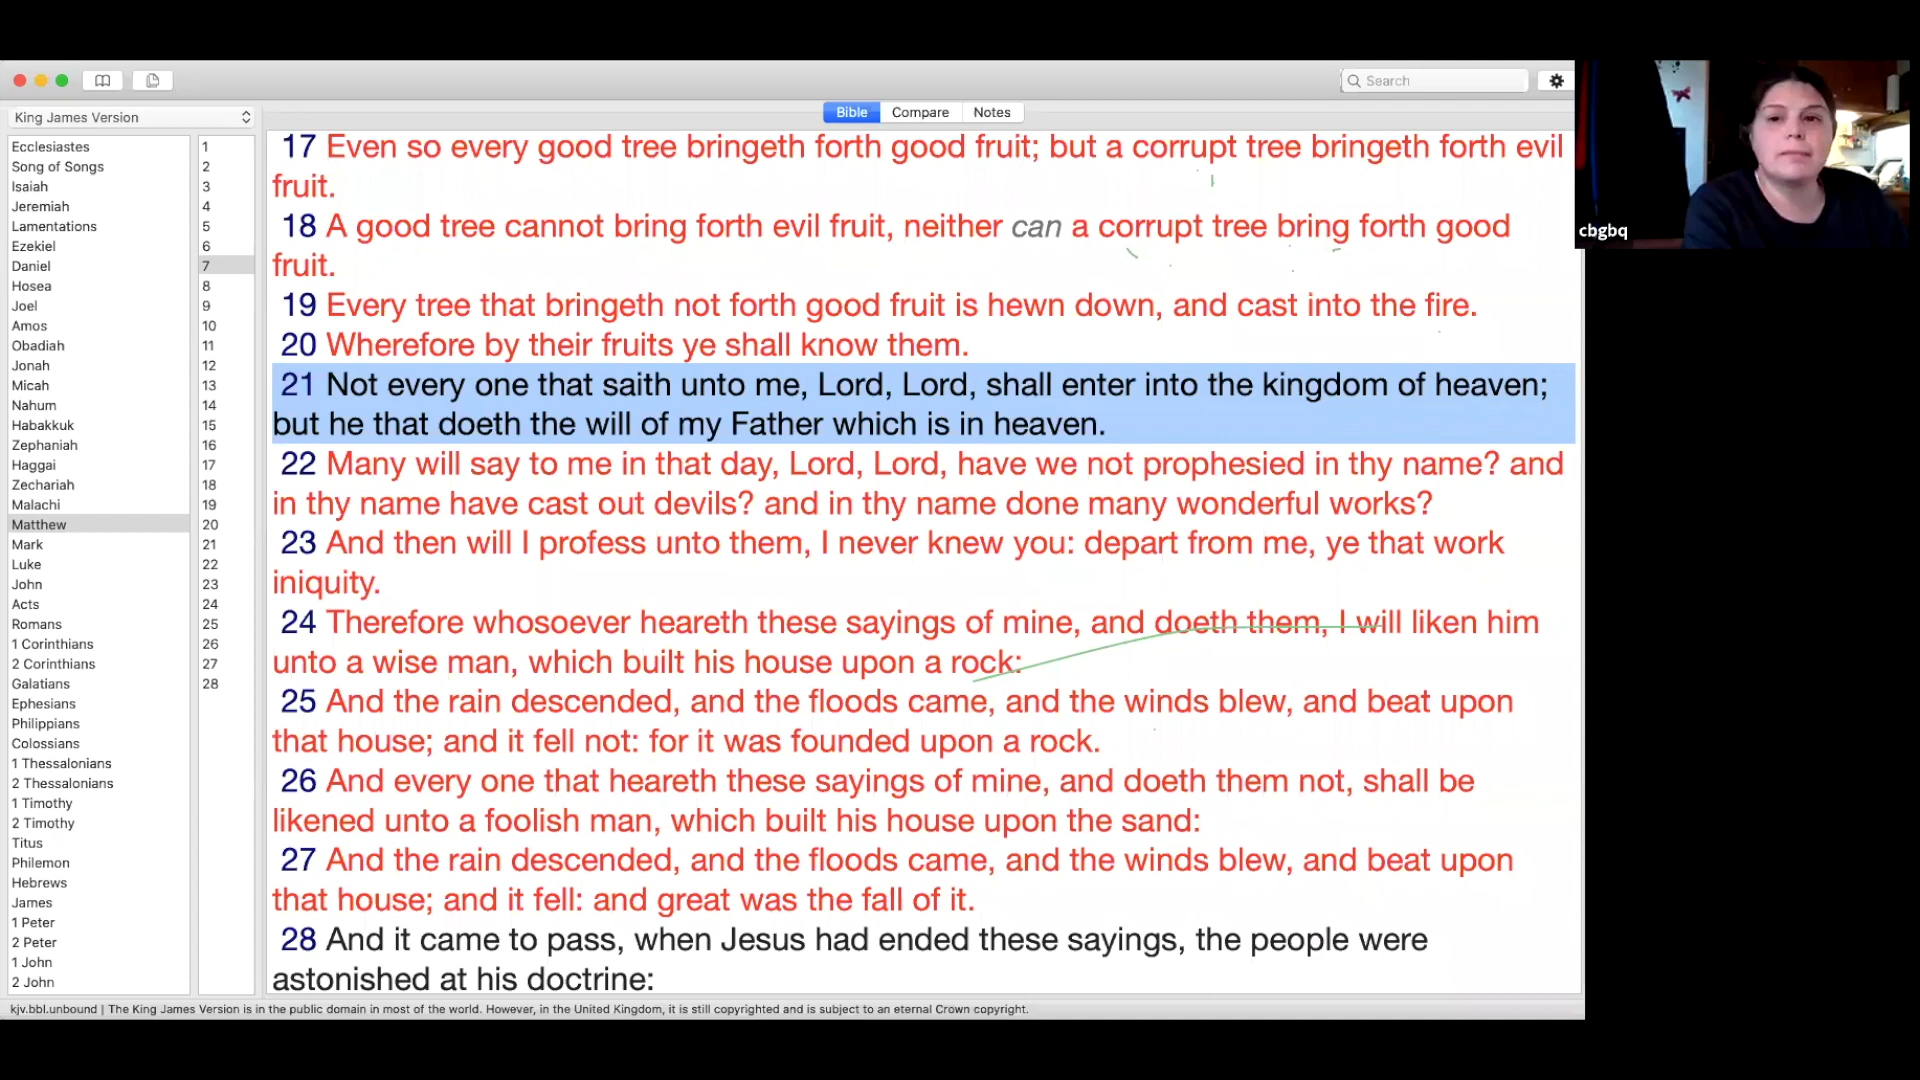 Search
King James Version
Bible Compare Notes
Ecclesiastes
Song of Songs
Isaiah
Jeremiah
Lamentations
Ezekiel
Daniel
Hosea
Joel
Amos
Obadiah
Jonah
Micah
Nahum
Habakkuk
Zephaniah
Haggai
Zechariah
Malachi
Matthew
Mark
Luke
John
Acts
Romans
1 Corinthians
2 Corinthians
Galatians
Ephesians
Philippians
Colossians
1 Thessalonians
2 Thessalonians
1 Timothy
2 Timothy
Titus
Philemon
Hebrews
James
1 Peter
2 Peter
1 John
2 John
1
2
3
4
5
6
7
8
9
10
11
12
13
14
15
16
17
18
19
20
21
22
23
24
25
26
27
28
17 Even so every good tree bringeth forth good fruit; but a corrupt tree bringeth forth evil
fruit.
18 A good tree cannot bring forth evil fruit, neither can a corrupt tree bring forth good
fruit.
19 Every tree that bringeth not forth good fruit is hewn down, and cast into the fire.
20 Wherefore by their fruits ye shall know them.
21 Not every one that saith unto me, Lord, Lord, shall enter into the kingdom of heaven;
but he that doeth the will of my Father which is in heaven.
22 Many will say to me in that day, Lord, Lord, have we not prophesied in thy name? and
in thy name have cast out devils? and in thy name done many wonderful works?
23 And then will I profess unto them, I never knew you: depart from me, ye that work
iniquity.
24 Therefore whosoever heareth these sayings of mine, and doeth them, I will liken him
unto a wise man, which built his house upon a rock:
25 And the rain descended, and the floods came, and the winds blew, and beat upon
that house; and it fell not: for it was founded upon a rock.
26 And every one that heareth these sayings of mine, and doeth them not, shall be
likened unto a foolish man, which built his house upon the sand:
27 And the rain descended, and the floods came, and the winds blew, and beat upon
that house; and it fell: and great was the fall of it.
28 And it came to pass, when Jesus had ended these sayings, the people were
astonished at his doctrine:
kjv.bbl.unbound | The King James Version is in the public domain in most of the world. However, in the United Kingdom, it is still copyrighted and is subject to an eternal Crown copyright.
cbgbq